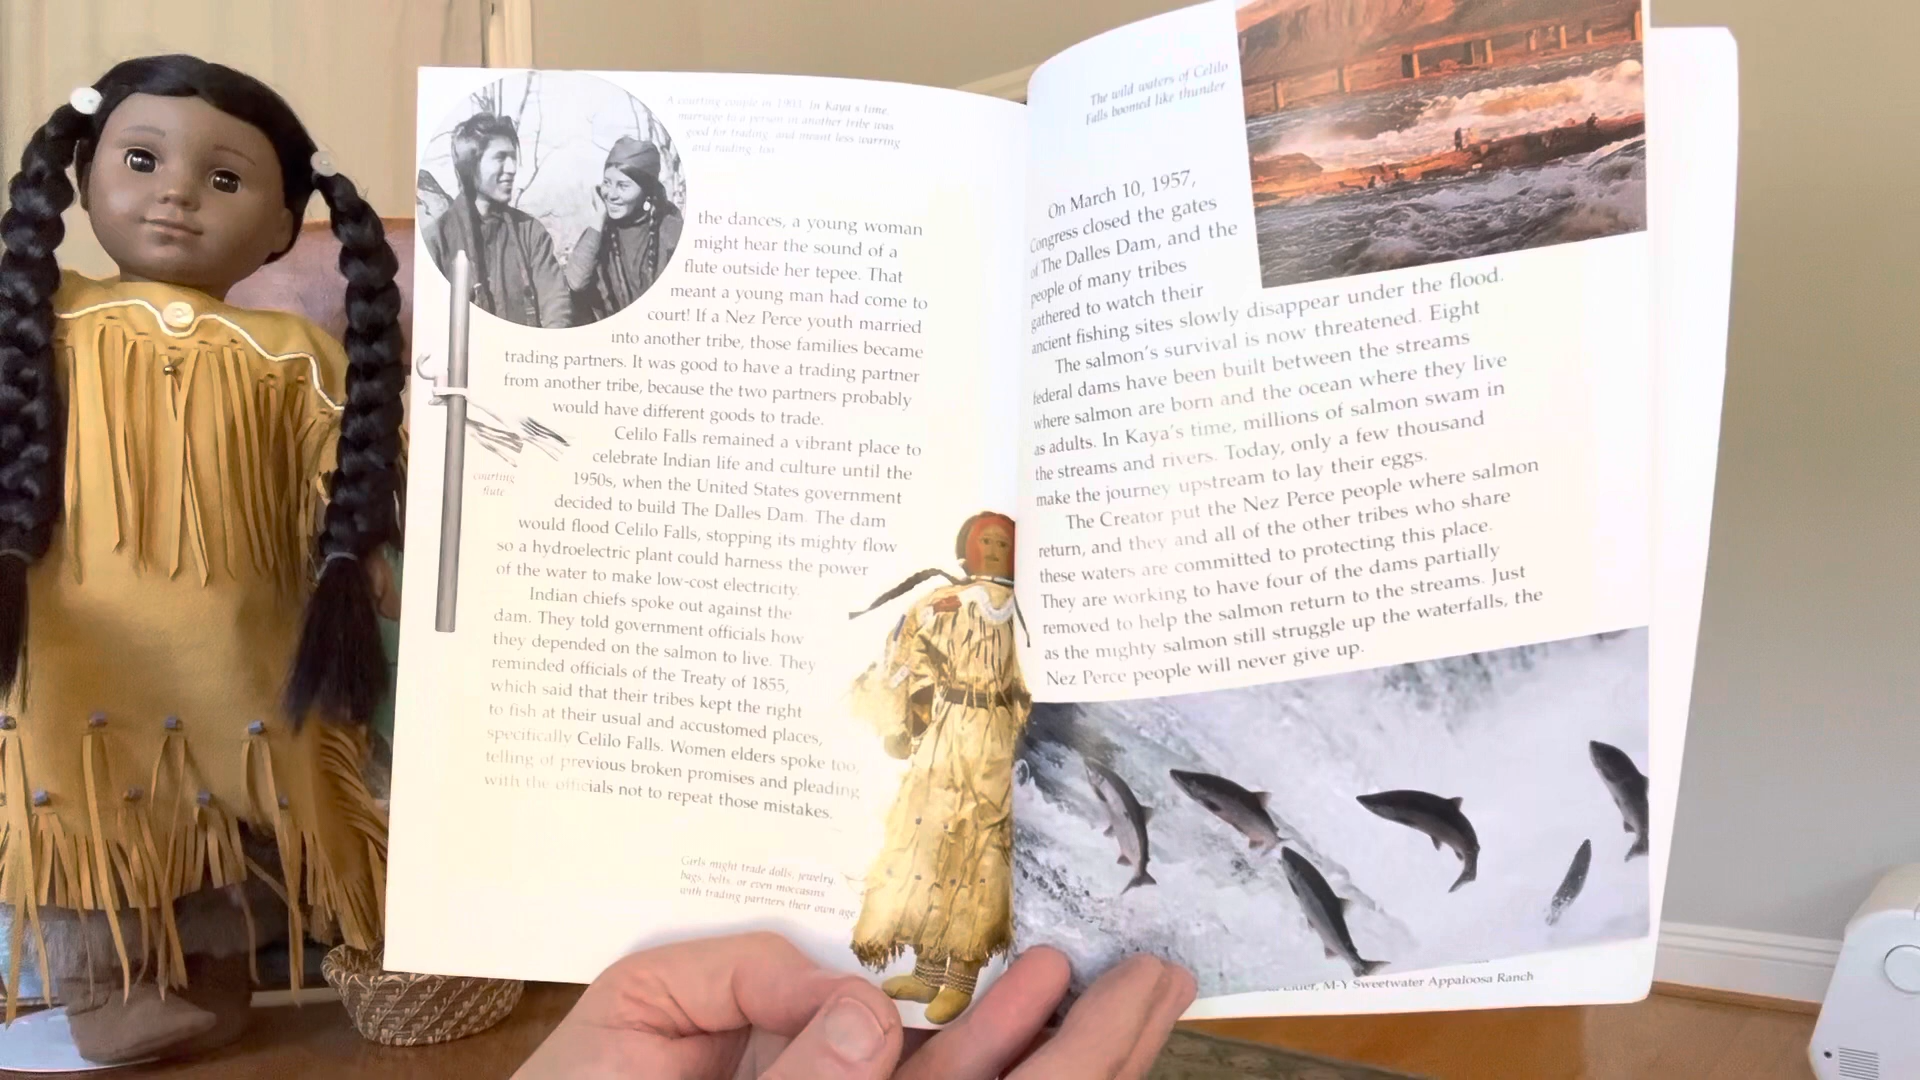 A courting couple in 1903. In Kaya's time,
marriage to a person in another tribe was
good for trading, and meant less warring
and raiding, too.
the dances, a young woman
might hear the sound of a
flute outside her tepee. That
meant a young man had come to
court! If a Nez Perce youth married
into another tribe, those families became
trading partners. It was good to have a trading partner
from another tribe, because the two partners probably
would have different goods to trade.
Celilo Falls remained a vibrant place to
celebrate Indian life and culture until the
1950s, when the United States government
decided to build The Dalles Dam. The dam
would flood Celilo Falls, stopping its mighty flow
so a hydroelectric plant could harness the power
of the water to make low-cost electricity.
Indian chiefs spoke out against the
dam. They told government officials how
they depended on the salmon to live. They
reminded officials of the Treaty of 1855,
which said that their tribes kept the right
to fish at their usual and accustomed places,
specifically Celilo Falls. Women elders spoke too,
telling of previous broken promises and pleading
with the officials not to repeat those mistakes.
courting
flute
Girls might trade dolls, jewelry,
bags, belts, or even moccasins
with trading partners their own age.
The wild waters of Celilo
Falls boomed like thunder.
On March 10, 1957,
Congress closed the gates
of The Dalles Dam, and the
people of many tribes
gathered to watch their
ancient fishing sites slowly disappear under the flood.
The salmon's survival is now threatened. Eight
federal dams have been built between the streams
where salmon are born and the ocean where they live
as adults. In Kaya's time, millions of salmon swam in
the streams and rivers. Today, only a few thousand
make the journey upstream to lay their eggs.
The Creator put the Nez Perce people where salmon
return, and they and all of the other tribes who share
these waters are committed to protecting this place.
They are working to have four of the dams partially
removed to help the salmon return to the streams. Just
as the mighty salmon still struggle up the waterfalls, the
Nez Perce people will never give up.
Elder, M-Y Sweetwater Appaloosa Ranch